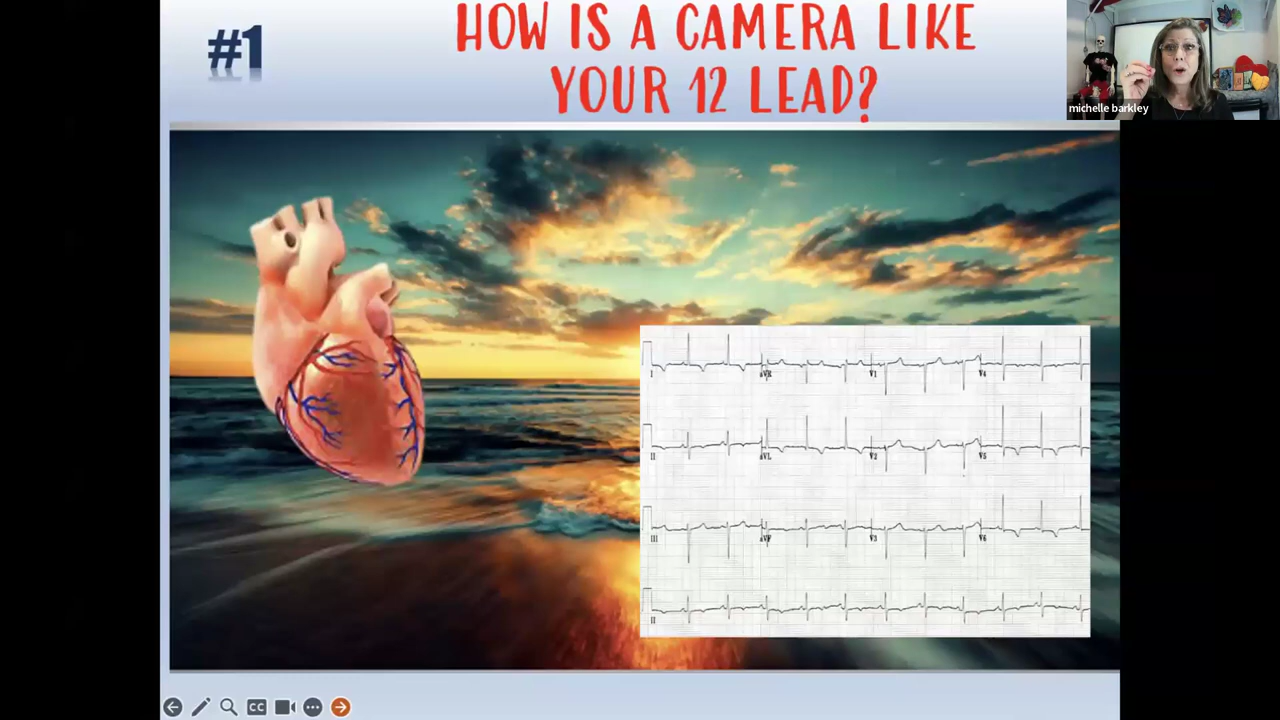 #1
HOW IS A CAMERA LIKE
YOUR 12 LEAD?
michelle barkley
I aVR V1 V4
II aVL V2 V5
III aVF V3 V6
II
CC